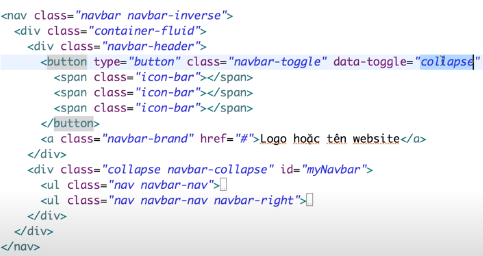 <nav class="navbar navbar-inverse">
<div class="container-fluid">
<div class="navbar-header">
<button type="button" class="navbar-toggle" data-toggle="collapse"
<span class="icon-bar"></span>
<span class="icon-bar"></span>
<span class="icon-bar"></span>
</button>
<a class="navbar-brand" href="#">Logo hoặc tên website</a>
</div>
<div class="collapse navbar-collapse" id="myNavbar">
<ul class="nav navbar-nav">
<ul class="nav navbar-nav navbar-right">
</div>
</div>
</nav>